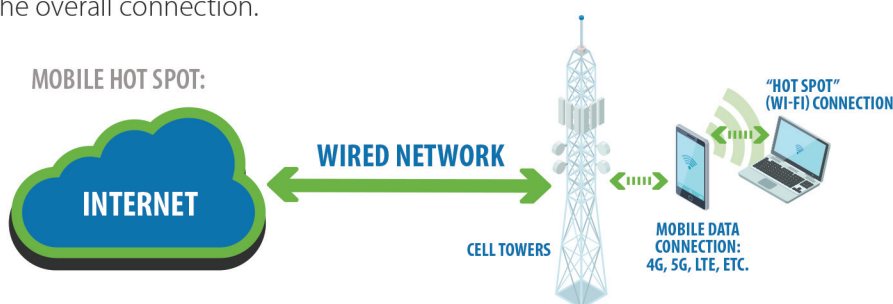 the overall connection.
MOBILE HOT SPOT:
INTERNET
WIRED NETWORK
CELL TOWERS
"HOT SPOT"
(WI-FI) CONNECTION
MOBILE DATA
CONNECTION:
4G, 5G, LTE, ETC.